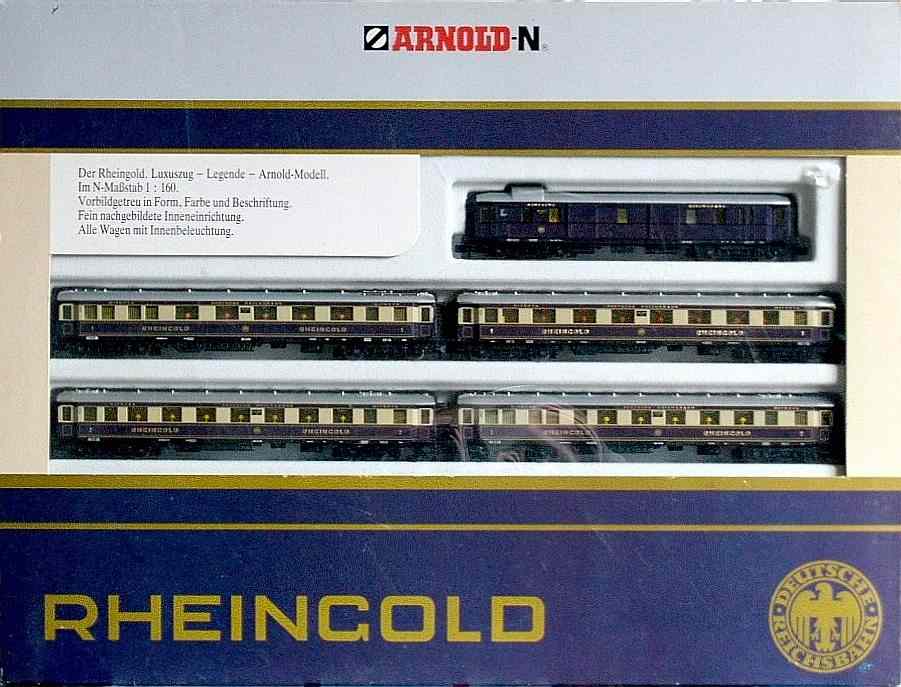 ARNOLD-N®
Der Rheingold. Luxuszug – Legende – Arnold-Modell.
Im N-Maßstab 1 : 160.
Vorbildgetreu in Form, Farbe und Beschriftung.
Fein nachgebildete Inneneinrichtung.
Alle Wagen mit Innenbeleuchtung.
RHEINGOLD RHEINGOLD
RHEINGOLD RHEINGOLD
RHEINGOLD RHEINGOLD
RHEINGOLD RHEINGOLD
RHEINGOLD
DEUTSCHE
REICHSBAHN